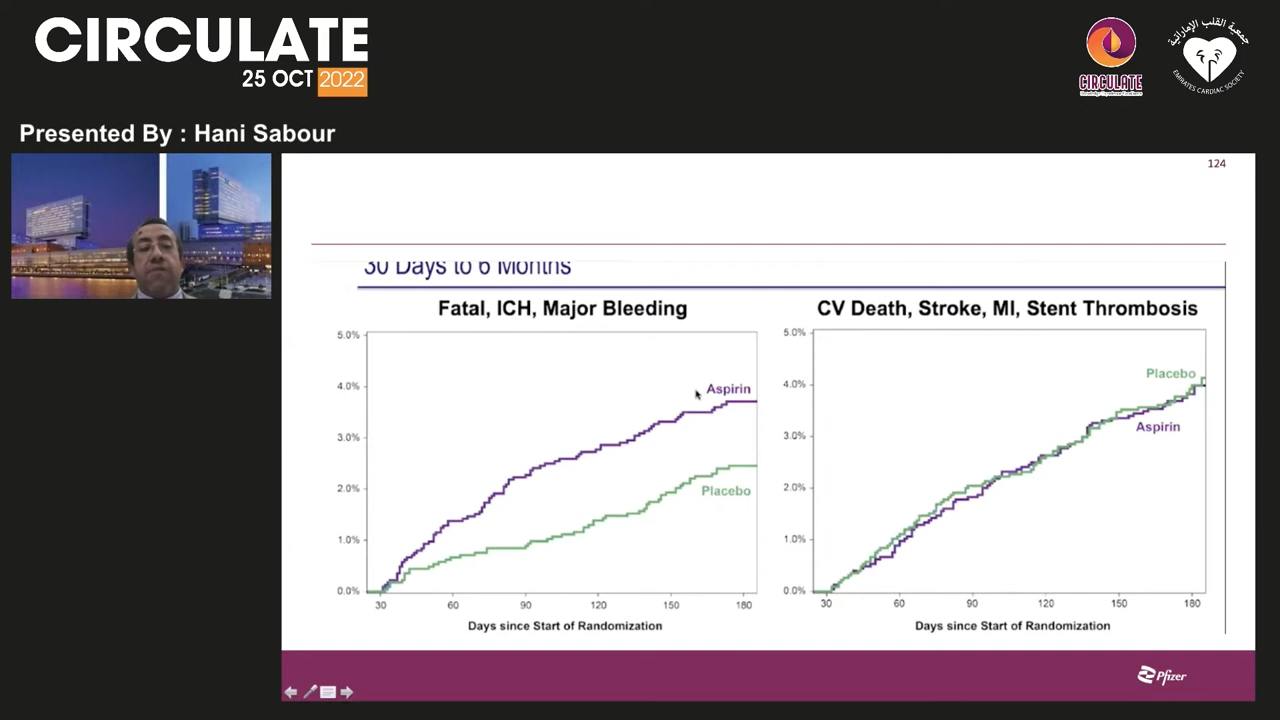 CIRCULATE
25 OCT 2022
CIRCULATE
جمعية القلب الإماراتية
EMIRATES CARDIAC SOCIETY
Presented By : Hani Sabour
124
30 Days to 6 Months
Fatal, ICH, Major Bleeding
5.0%
4.0%
3.0%
2.0%
1.0%
0.0%
Aspirin
Placebo
30 60 90 120 150 180
Days since Start of Randomization
CV Death, Stroke, MI, Stent Thrombosis
5.0%
4.0%
3.0%
2.0%
1.0%
0.0%
Placebo
Aspirin
30 60 90 120 150 180
Days since Start of Randomization
Pfizer